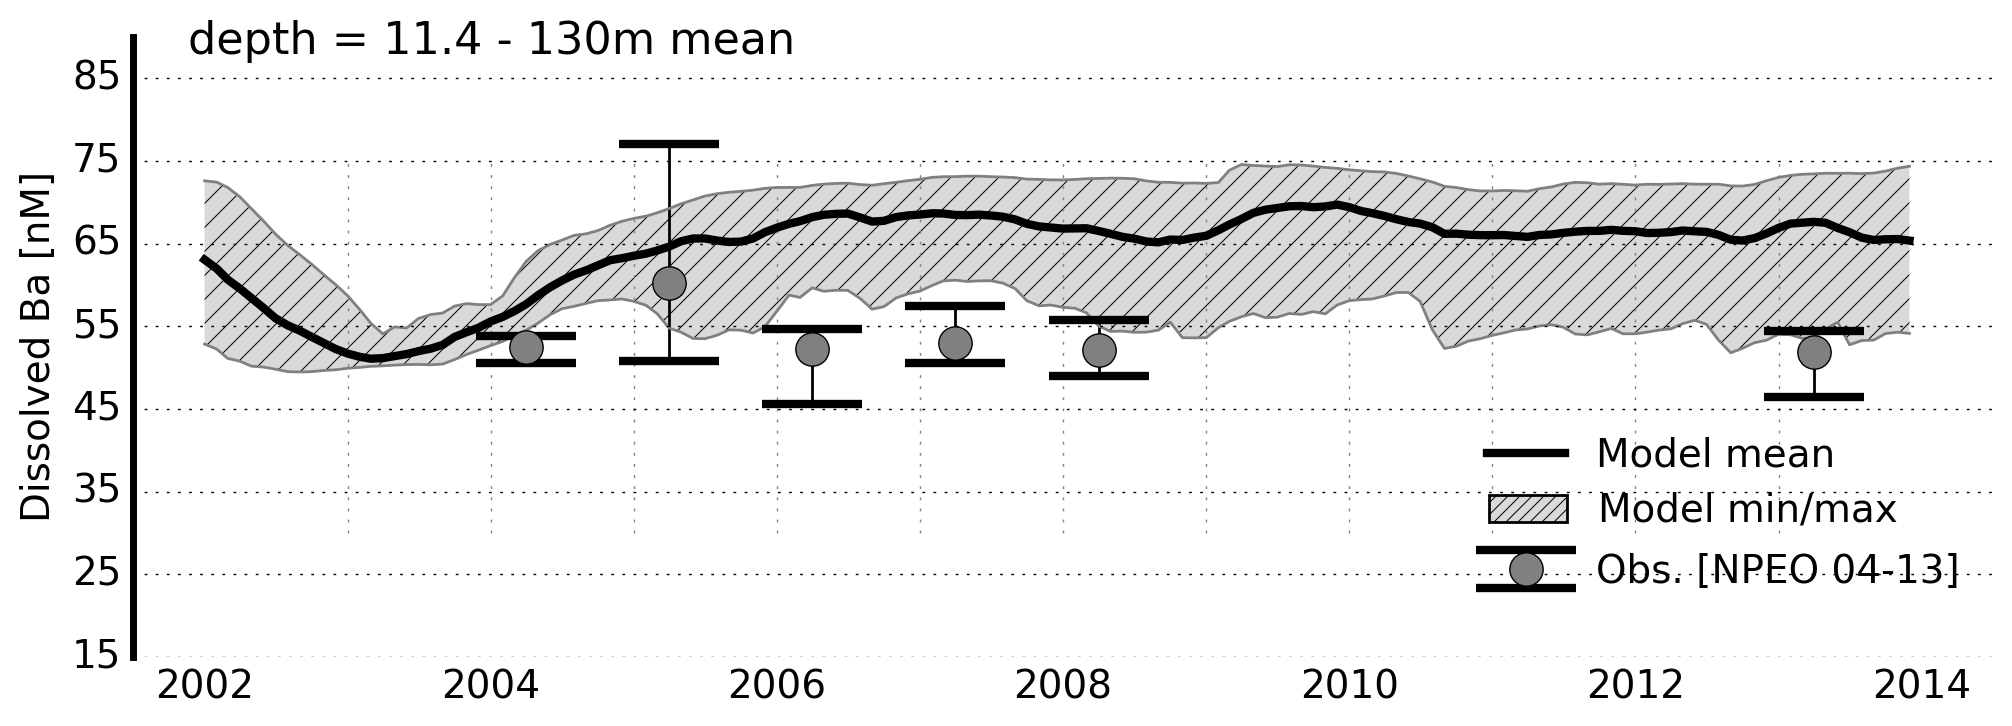 depth = 11.4 - 130m mean
Dissolved Ba [nM]
85
75
65
55
45
35
25
15
2002 2004 2006 2008 2010 2012 2014
Model mean
Model min/max
Obs. [NPEO 04-13]